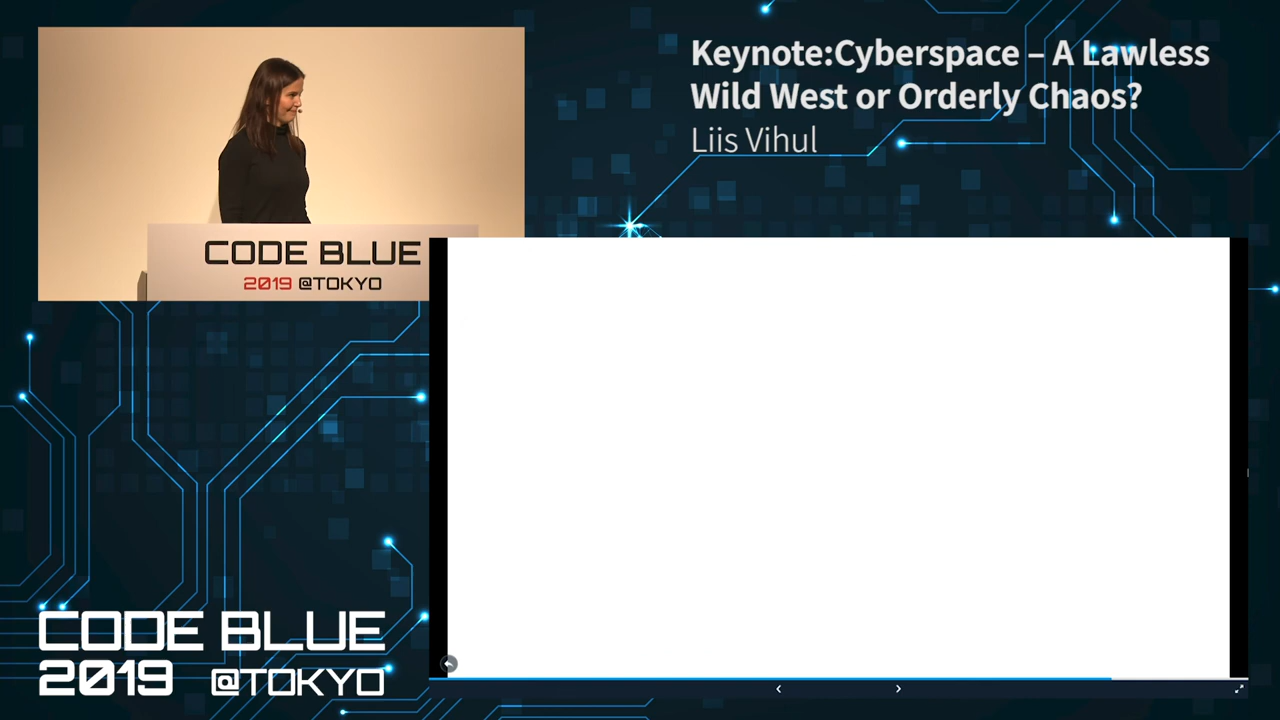 Keynote:Cyberspace – A Lawless
Wild West or Orderly Chaos?
Liis Vihul
CODE BLUE
2019 @TOKYO
CODE BLUE
2019 @TOKYO